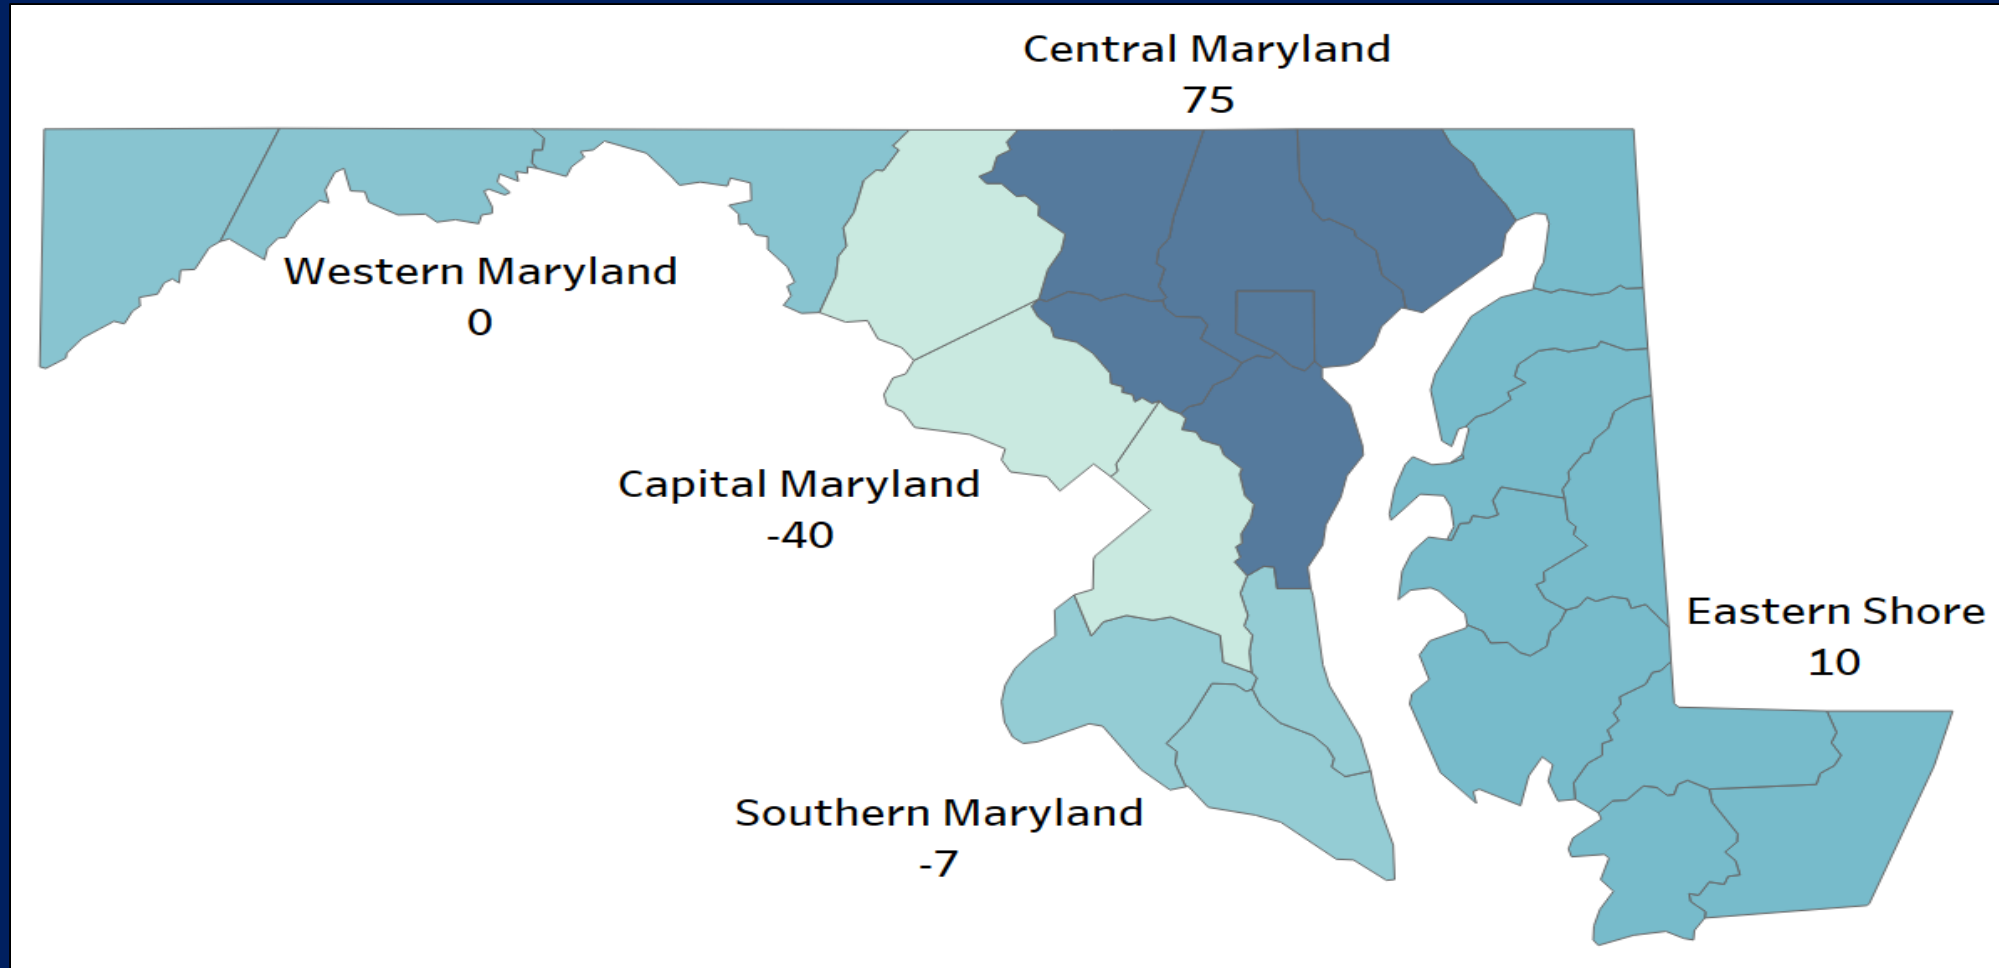 Central Maryland
75
Western Maryland
0
Capital Maryland
-40
Eastern Shore
10
Southern Maryland
-7